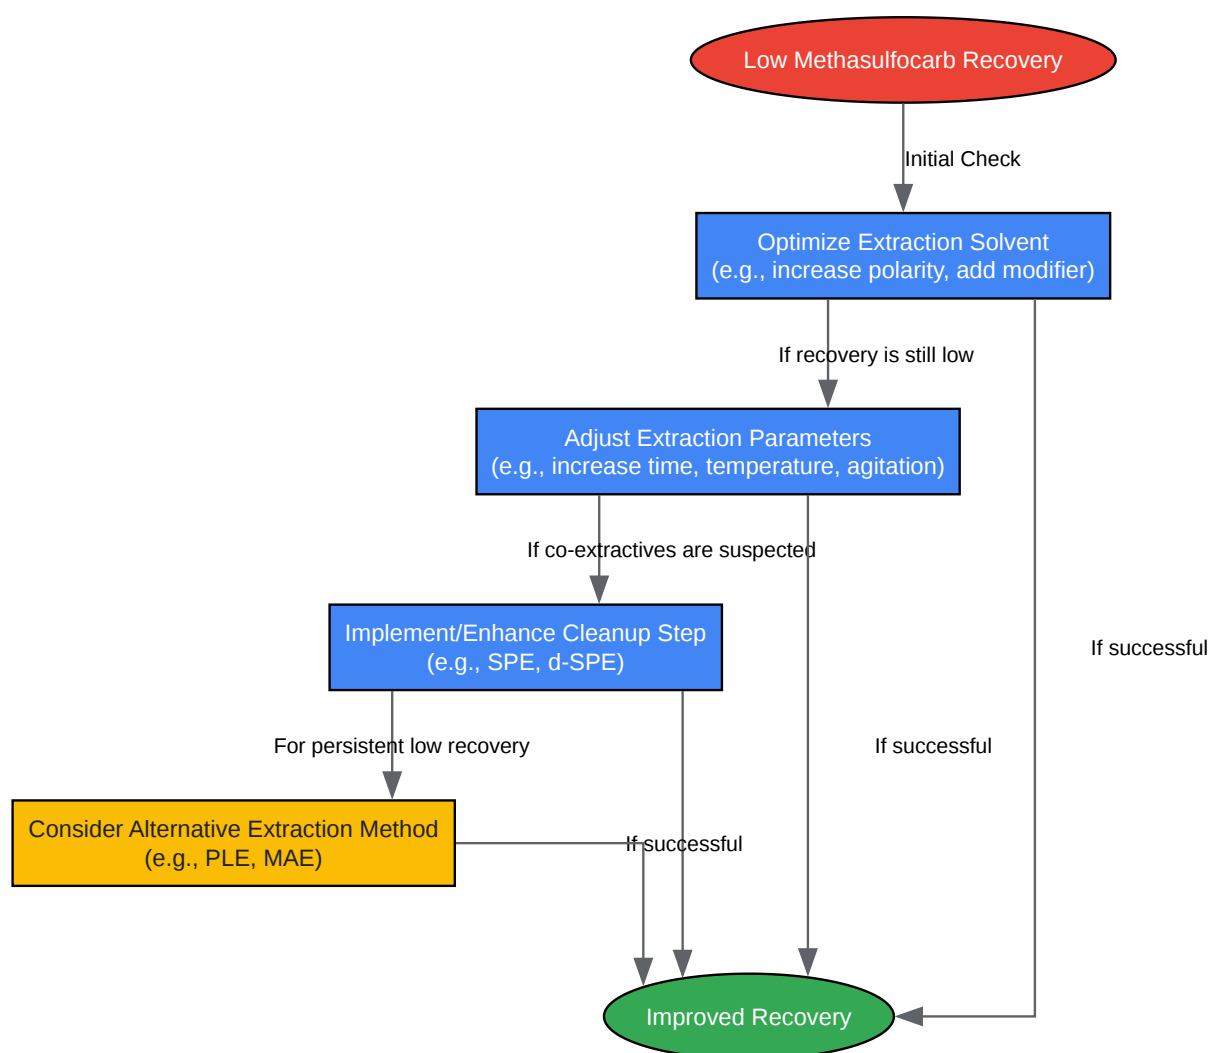 Low Methasulfocarb Recovery
Initial Check
Optimize Extraction Solvent
(e.g., increase polarity, add modifier)
If recovery is still low
Adjust Extraction Parameters
(e.g., increase time, temperature, agitation)
If co-extractives are suspected
Implement/Enhance Cleanup Step
(e.g., SPE, d-SPE)
If successful
For persistent low recovery
If successful
Consider Alternative Extraction Method
(e.g., PLE, MAE)
If successful
Improved Recovery